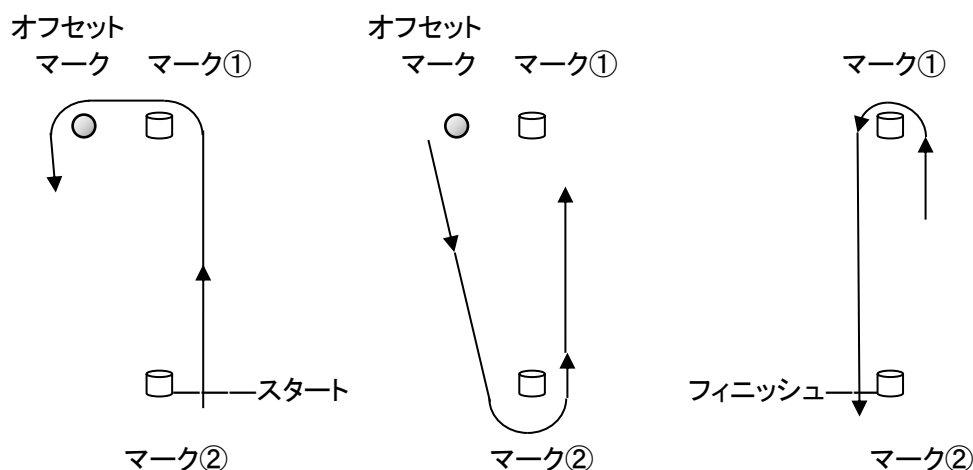 オフセット
マーク マーク①
スタート
マーク②
オフセット
マーク マーク①
マーク②
マーク①
フィニッシュ
マーク②